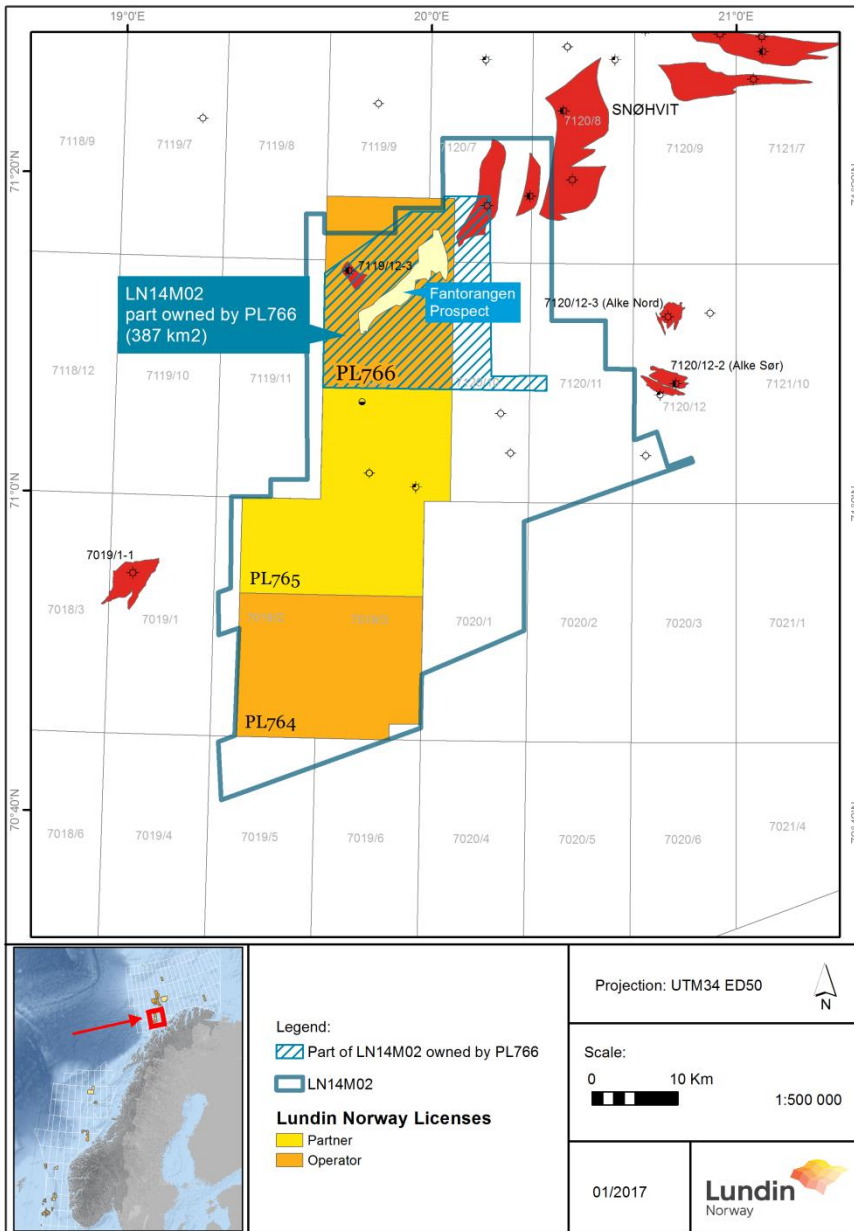 19°0'E 20°0'E 21°0'E
71°20'N
71°0'N
70°40'N
7118/9
7119/7
7119/8
7119/9
7120/7
7120/8
SNØHVIT
7120/9
7121/7
7119/12-3
LN14M02
part owned by PL766
(387 km2)
Fantorangen
Prospect
7120/12-3 (Alke Nord)
7120/12-2 (Alke Sør)
7118/12
7119/10
7119/11
PL766
7120/11
7120/12
7121/10
7019/1-1
PL765
7018/3
7019/1
7020/1
7020/2
7020/3
7021/1
PL764
7018/6
7019/4
7019/5
7019/6
7020/4
7020/5
7020/6
7021/4
Legend:
Part of LN14M02 owned by PL766
LN14M02
Lundin Norway Licenses
Partner
Operator
Projection: UTM34 ED50
N
Scale:
0 10 Km
1:500 000
01/2017
Lundin
Norway